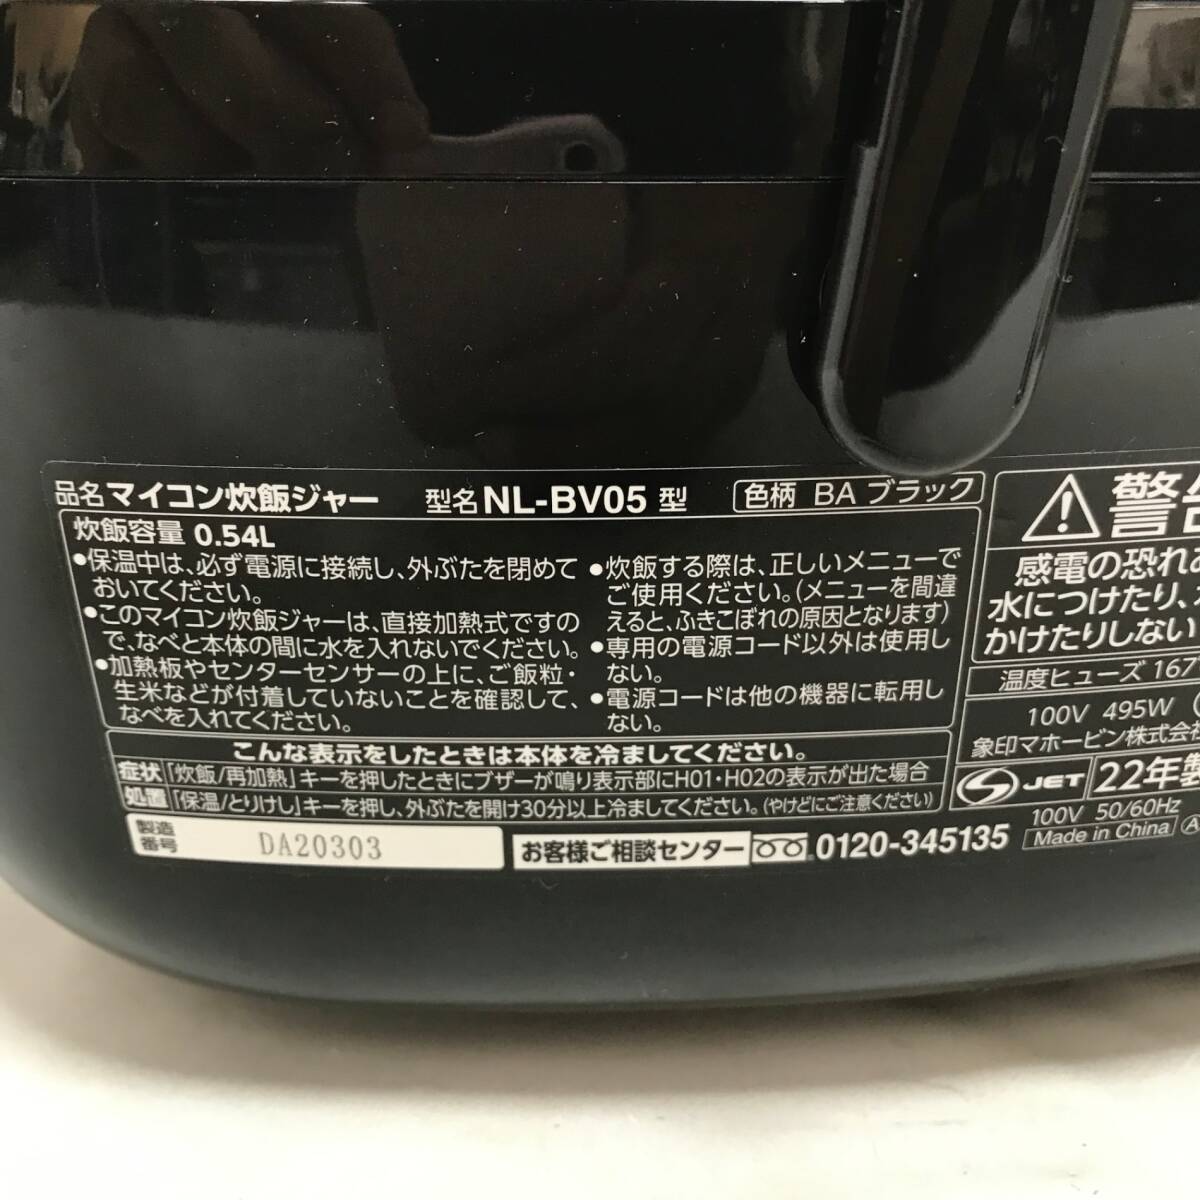 品名 マイコン炊飯ジャー 型名 NL-BV05 型 色柄 BA ブラック
炊飯容量 0.54L
●保温中は、必ず電源に接続し、外ぶたを閉めて
おいてください。
●このマイコン炊飯ジャーは、直接加熱式ですの
で、なべと本体の間に水を入れないでください。
●加熱板やセンターセンサーの上に、ご飯粒・
生米などが付着していないことを確認して、
なべを入れてください。
●炊飯する際は、正しいメニューで
ご使用ください。(メニューを間違
えると、ふきこぼれの原因となります)
●専用の電源コード以外は使用し
ない。
●電源コードは他の機器に転用し
ない。
こんな表示をしたときは本体を冷ましてください。
症状 「炊飯/再加熱」キーを押したときにブザーが鳴り表示部にH01・H02の表示が出た場合
処置 「保温/とりけし」キーを押し、外ぶたを開け30分以上冷ましてください。(やけどにご注意ください)
製造
番号 DA20303
お客様ご相談センター 0120-345135
警
感電の恐れ
水につけたり、
かけたりしない
温度ヒューズ 167
100V 495W
象印マホービン株式会社
JET 22年製
100V 50/60Hz
Made in China